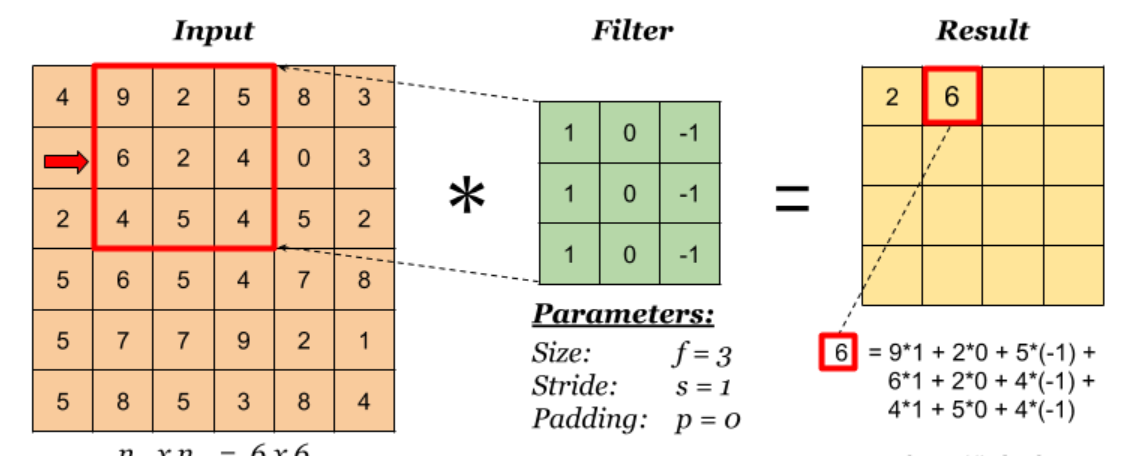 Input Filter Result
4 9 2 5 8 3
6 2 4 0 3
2 4 5 4 5 2
5 6 5 4 7 8
5 7 7 9 2 1
5 8 5 3 8 4
*
1 0 -1
1 0 -1
1 0 -1
=
2 6
Parameters:
Size: f = 3
Stride: s = 1
Padding: p = 0
6 = 9*1 + 2*0 + 5*(-1) +
6*1 + 2*0 + 4*(-1) +
4*1 + 5*0 + 4*(-1)